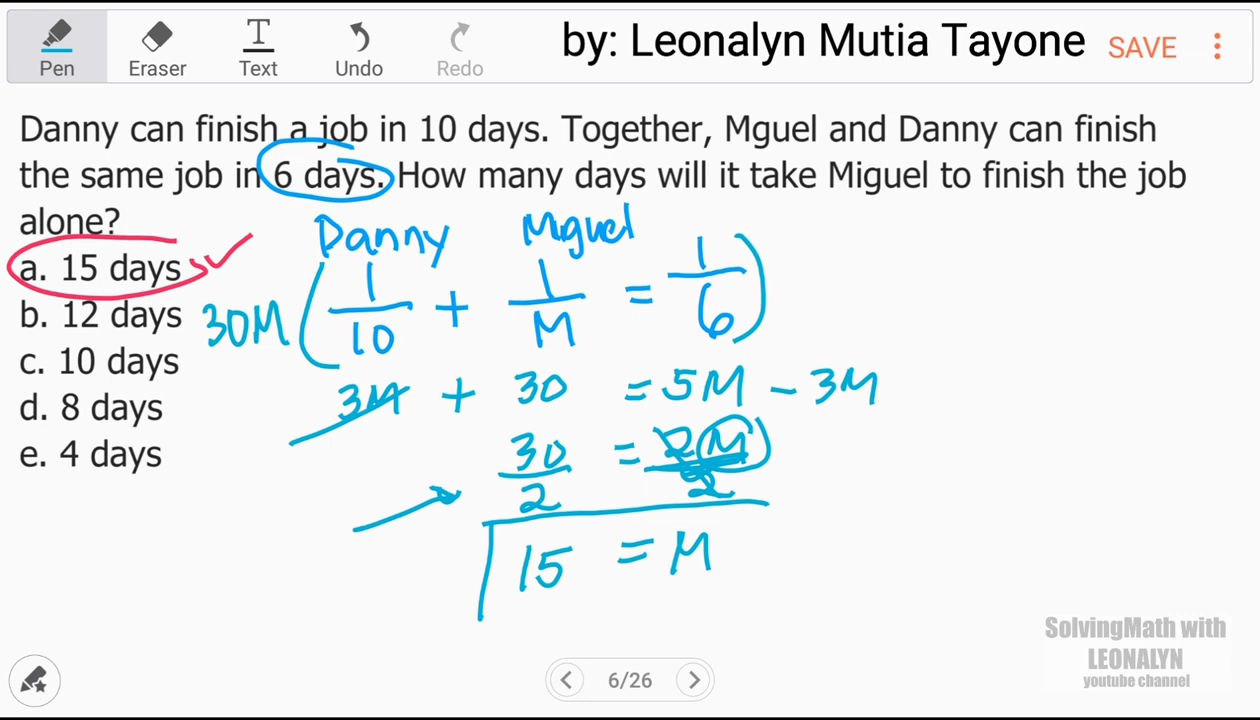 by: Leonalyn Mutia Tayone
SAVE
Pen
Eraser
Text
Undo
Redo
Danny can finish a job in 10 days. Together, Mguel and Danny can finish
the same job in 6 days. How many days will it take Miguel to finish the job
alone?
a. 15 days
b. 12 days
c. 10 days
d. 8 days
e. 4 days
Danny Miguel
30M ( 1/10 + 1/M = 1/6 )
3M + 30 = 5M - 3M
30/2 = 2M/2
15 = M
6/26
SolvingMath with
LEONALYN
youtube channel